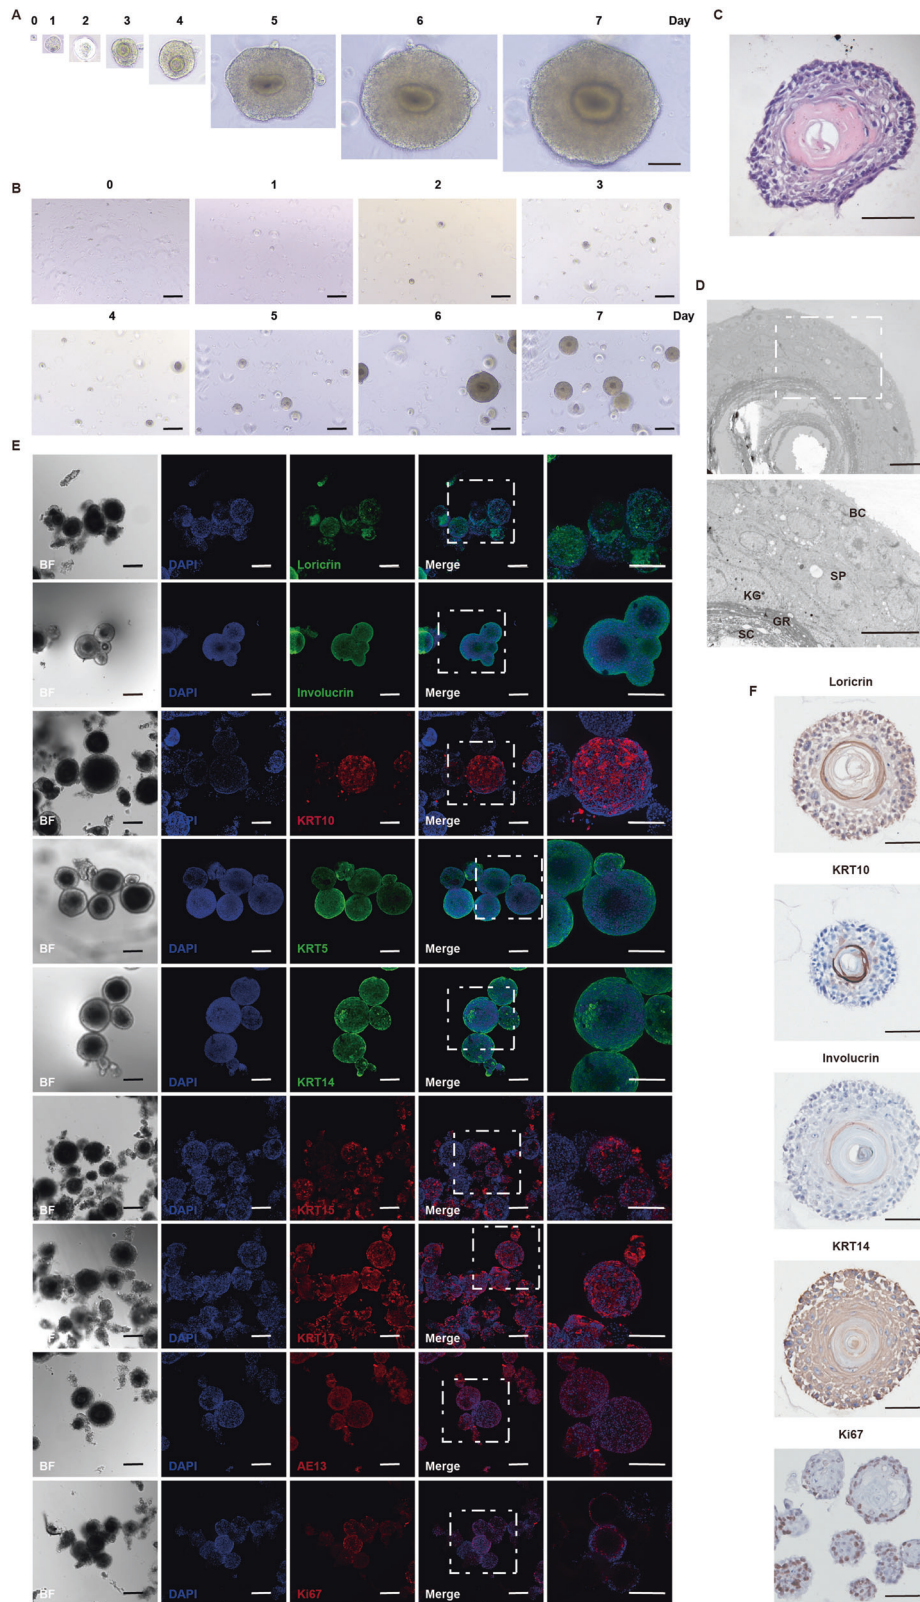 A
0 1 2 3 4 5 6 7 Day
B
0 1 2 3
4 5 6 7 Day
C
D
BC
SP
KG*
GR
SC
E
BF DAPI Loricrin Merge
BF DAPI Involucrin Merge
BF DAPI KRT10 Merge
BF DAPI KRT5 Merge
BF DAPI KRT14 Merge
BF DAPI KRT15 Merge
BF DAPI KRT17 Merge
BF DAPI AE13 Merge
BF DAPI Ki67 Merge
F
Loricrin
KRT10
Involucrin
KRT14
Ki67